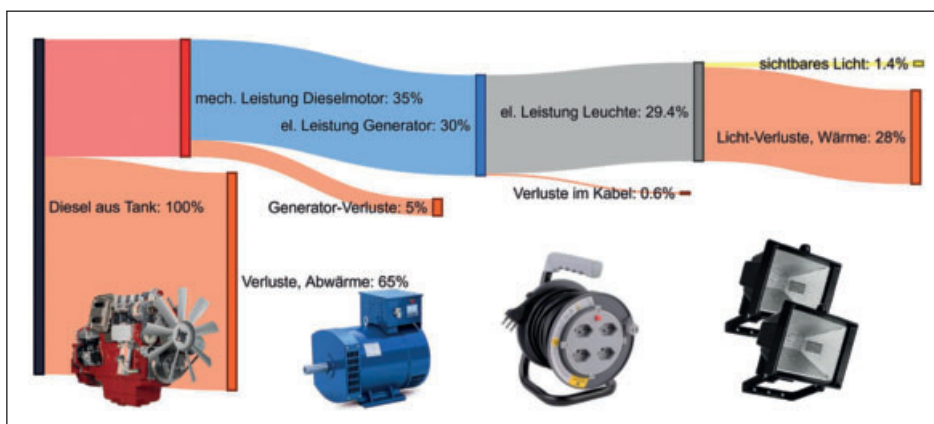 sichtbares Licht: 1.4%
mech. Leistung Dieselmotor: 35%
el. Leistung Leuchte: 29.4%
el. Leistung Generator: 30%
Licht-Verluste, Wärme: 28%
Verluste im Kabel: 0.6%
Diesel aus Tank: 100%
Generator-Verluste: 5%
Verluste, Abwärme: 65%